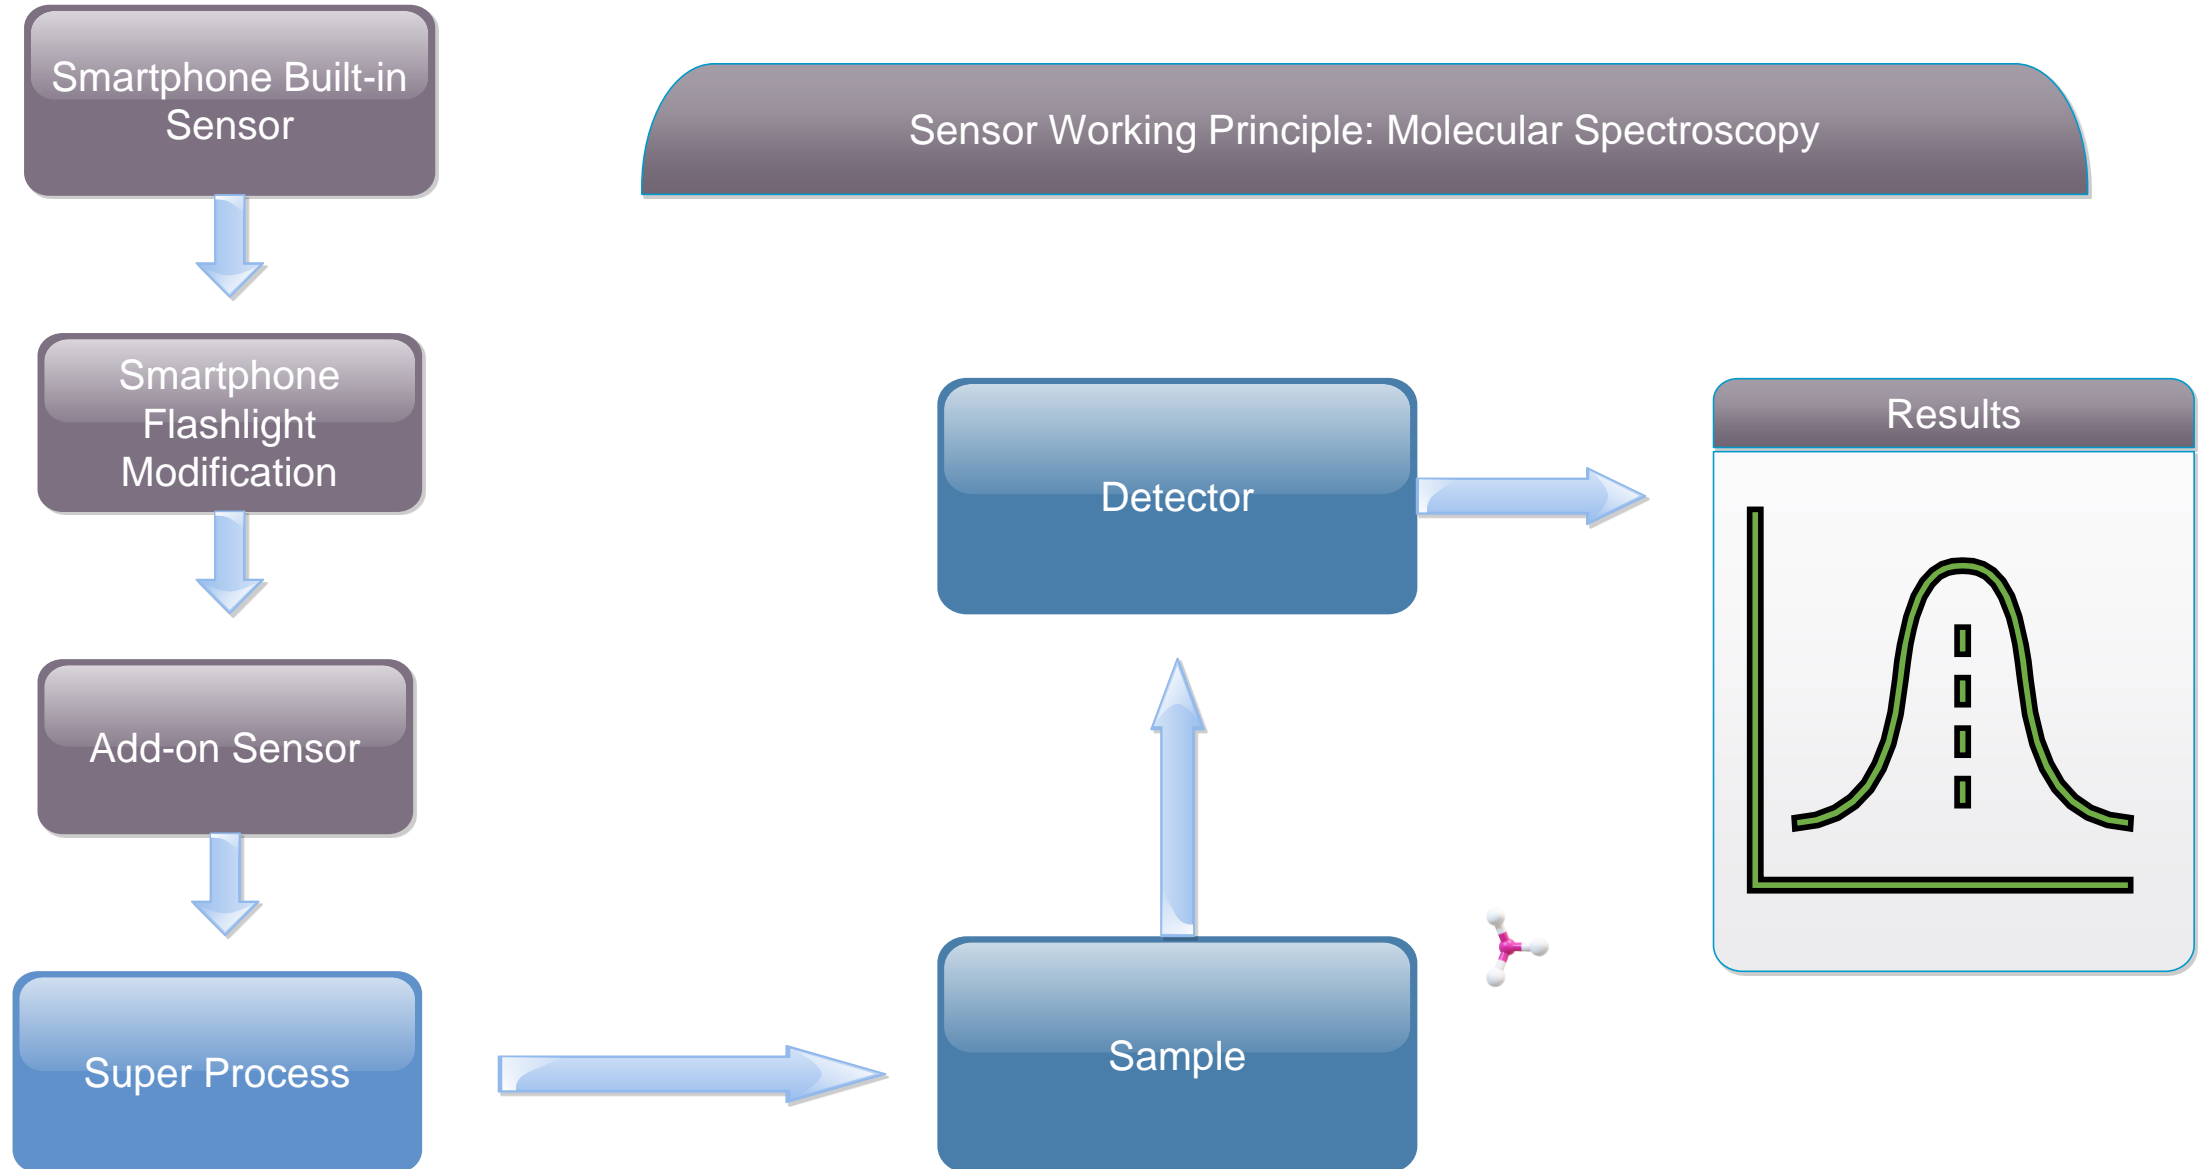 Smartphone Built-in
Sensor
Sensor Working Principle: Molecular Spectroscopy
Smartphone
Flashlight
Modification
Detector
Results
Add-on Sensor
Super Process
Sample